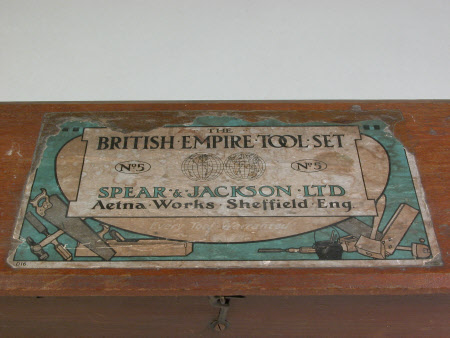 THE
BRITISH·EMPIRE·TOOL·SET
No5 No5
SPEAR·&·JACKSON·LTD
Aetna·Works·Sheffield·Eng.